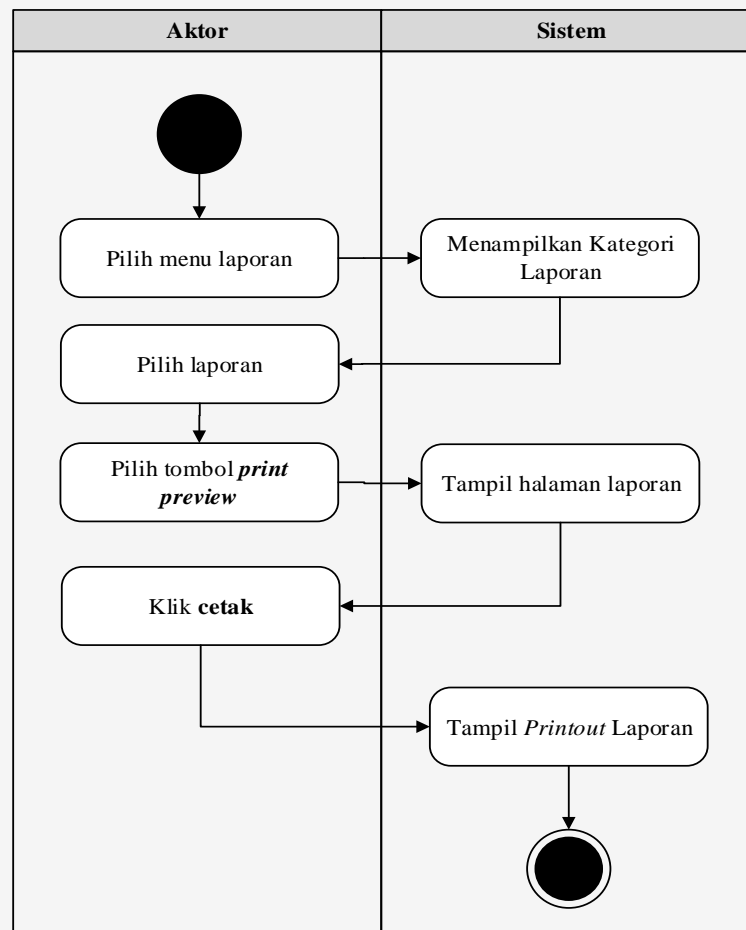 Aktor
Sistem
Pilih menu laporan
Menampilkan Kategori
Laporan
Pilih laporan
Pilih tombol print
preview
Tampil halaman laporan
Klik cetak
Tampil Printout Laporan